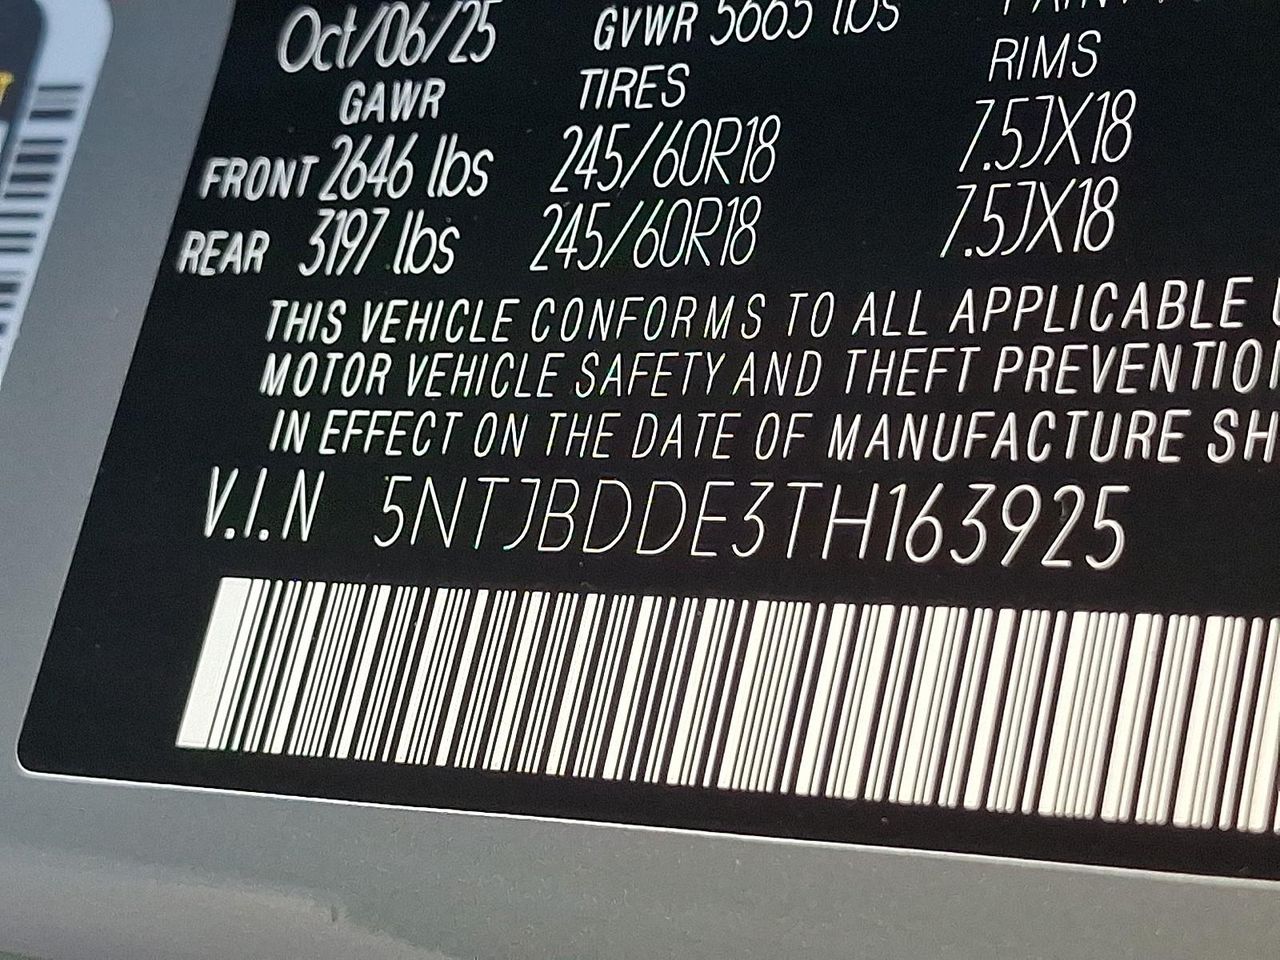 Oct/06/25 GVWR 5665 lbs
GAWR TIRES RIMS
FRONT 2646 lbs 245/60R18 7.5JX18
REAR 3197 lbs 245/60R18 7.5JX18
THIS VEHICLE CONFORMS TO ALL APPLICABLE
MOTOR VEHICLE SAFETY AND THEFT PREVENTION
IN EFFECT ON THE DATE OF MANUFACTURE SH
V.I.N 5NTJBDDE3TH163925